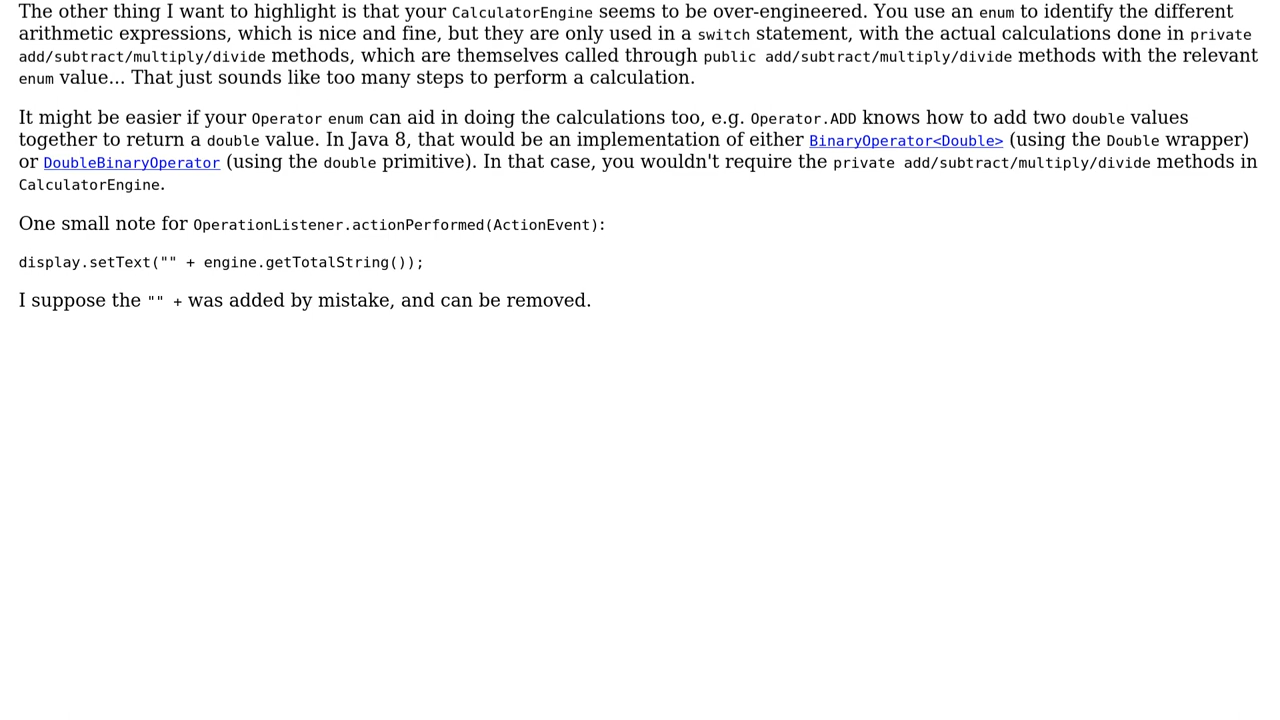 The other thing I want to highlight is that your CalculatorEngine seems to be over-engineered. You use an enum to identify the different
arithmetic expressions, which is nice and fine, but they are only used in a switch statement, with the actual calculations done in private
add/subtract/multiply/divide methods, which are themselves called through public add/subtract/multiply/divide methods with the relevant
enum value... That just sounds like too many steps to perform a calculation.
It might be easier if your Operator enum can aid in doing the calculations too, e.g. Operator.ADD knows how to add two double values
together to return a double value. In Java 8, that would be an implementation of either BinaryOperator<Double> (using the Double wrapper)
or DoubleBinaryOperator (using the double primitive). In that case, you wouldn't require the private add/subtract/multiply/divide methods in
CalculatorEngine.
One small note for OperationListener.actionPerformed(ActionEvent):
display.setText("" + engine.getTotalString());
I suppose the "" + was added by mistake, and can be removed.